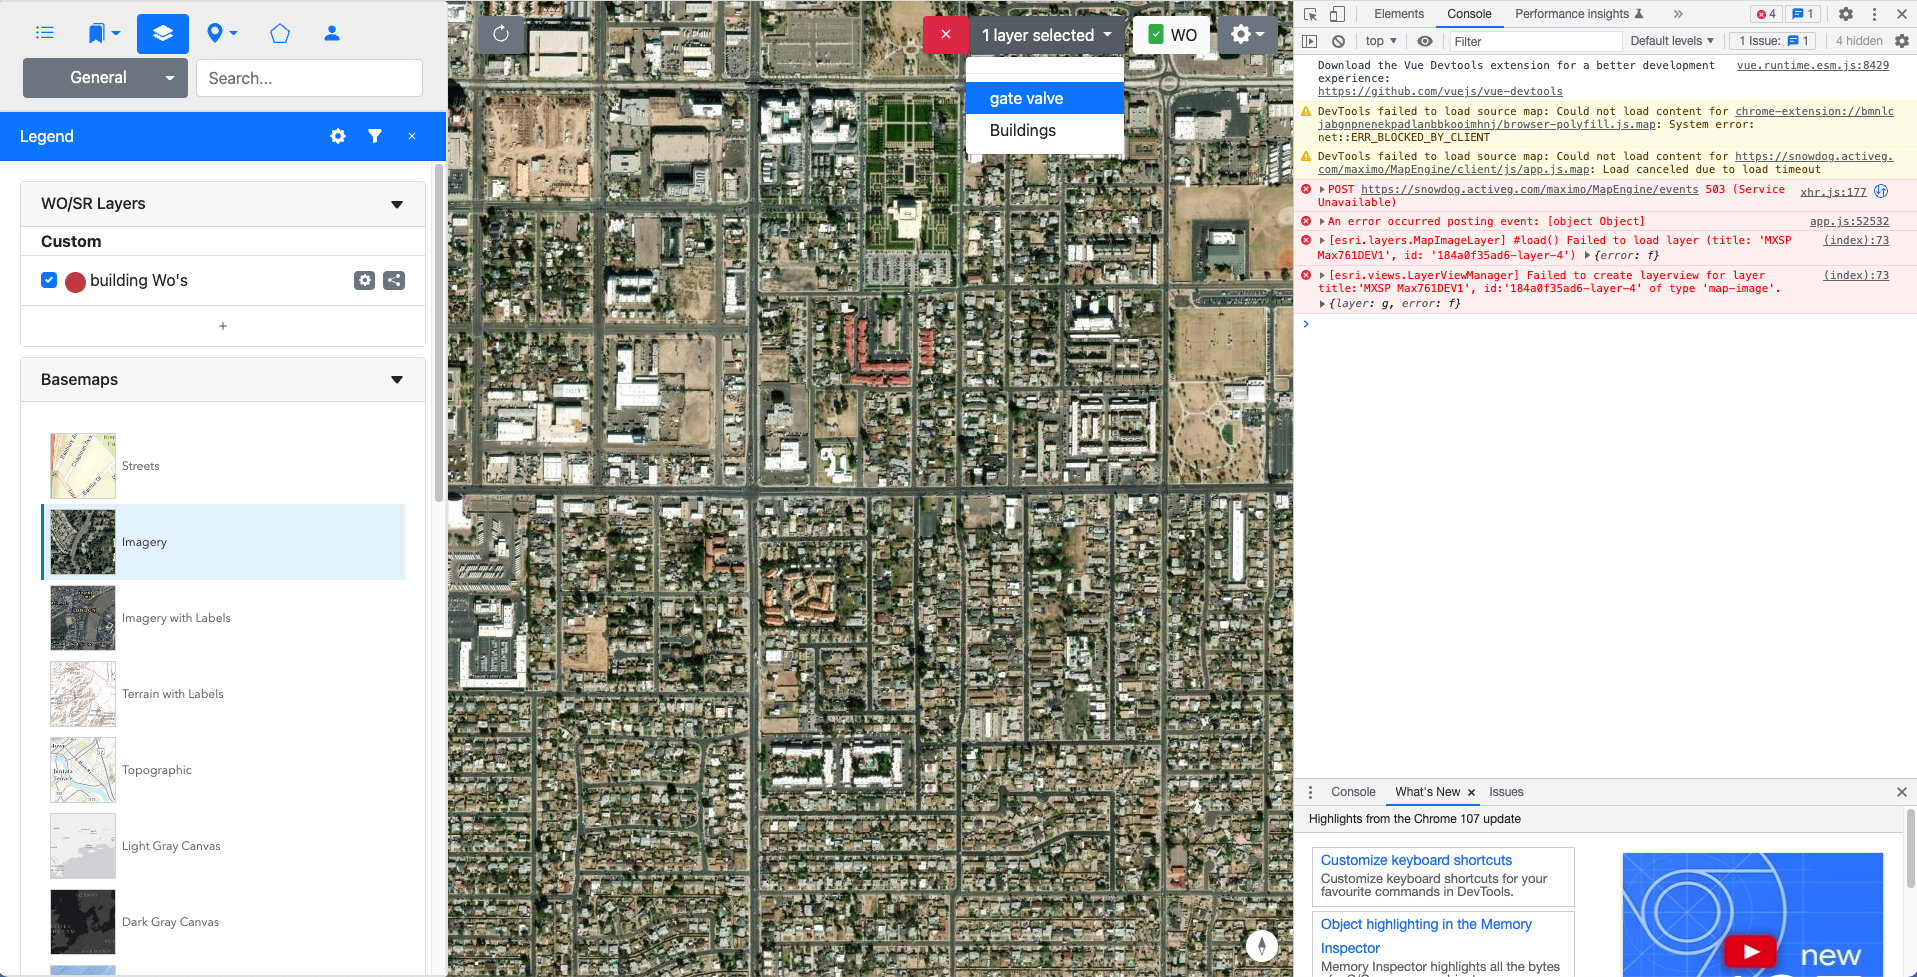 General
Search...
Legend
WO/SR Layers
Custom
building Wo's
+
Basemaps
Streets
Imagery
Imagery with Labels
Terrain with Labels
Topographic
Light Gray Canvas
Dark Gray Canvas
1 layer selected
WO
gate valve
Buildings
Elements
Console
Performance insights
4
1
top
Filter
Default levels
1 Issue: 1
4 hidden
Download the Vue Devtools extension for a better development vue.runtime.esm.js:8429
experience:
https://github.com/vuejs/vue-devtools
DevTools failed to load source map: Could not load content for chrome-extension://bmnlc
jabgnpnenekpadlanbbkooimhnj/browser-polyfill.js.map: System error:
net::ERR_BLOCKED_BY_CLIENT
DevTools failed to load source map: Could not load content for https://snowdog.activeg.
com/maximo/MapEngine/client/js/app.js.map: Load canceled due to load timeout
POST https://snowdog.activeg.com/maximo/MapEngine/events 503 (Service xhr.js:177
Unavailable)
An error occurred posting event: [object Object] app.js:52532
[esri.layers.MapImageLayer] #load() Failed to load layer (title: 'MXSP (index):73
Max761DEV1', id: '184a0f35ad6-layer-4') {error: f}
[esri.views.LayerViewManager] Failed to create layerview for layer (index):73
title:'MXSP Max761DEV1', id:'184a0f35ad6-layer-4' of type 'map-image'.
{layer: g, error: f}
Console
What's New
Issues
Highlights from the Chrome 107 update
Customize keyboard shortcuts
Customize keyboard shortcuts for your
favourite commands in DevTools.
Object highlighting in the Memory
Inspector
Memory Inspector highlights all the bytes
new